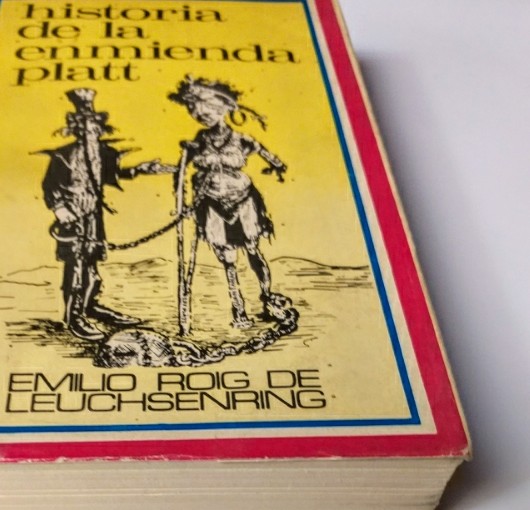 historia
de la
enmienda
platt
EMILIO ROIG DE
LEUCHSENRING